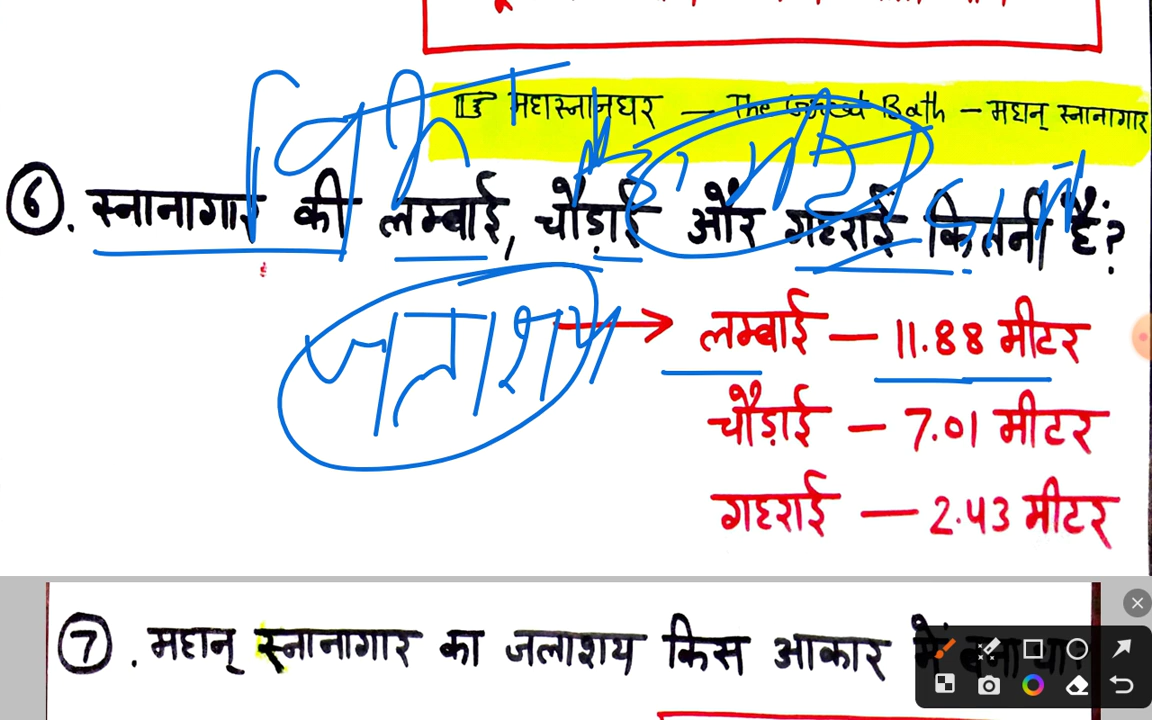 महास्नानघर — The Great Bath — महान् स्नानागार
6. स्नानागार की लम्बाई, चौड़ाई और गहराई कितनी हैं?
जलाशय
लम्बाई — 11.88 मीटर
चौड़ाई — 7.01 मीटर
गहराई — 2.43 मीटर
7. महान् स्नानागार का जलाशय किस आकार में बना था?